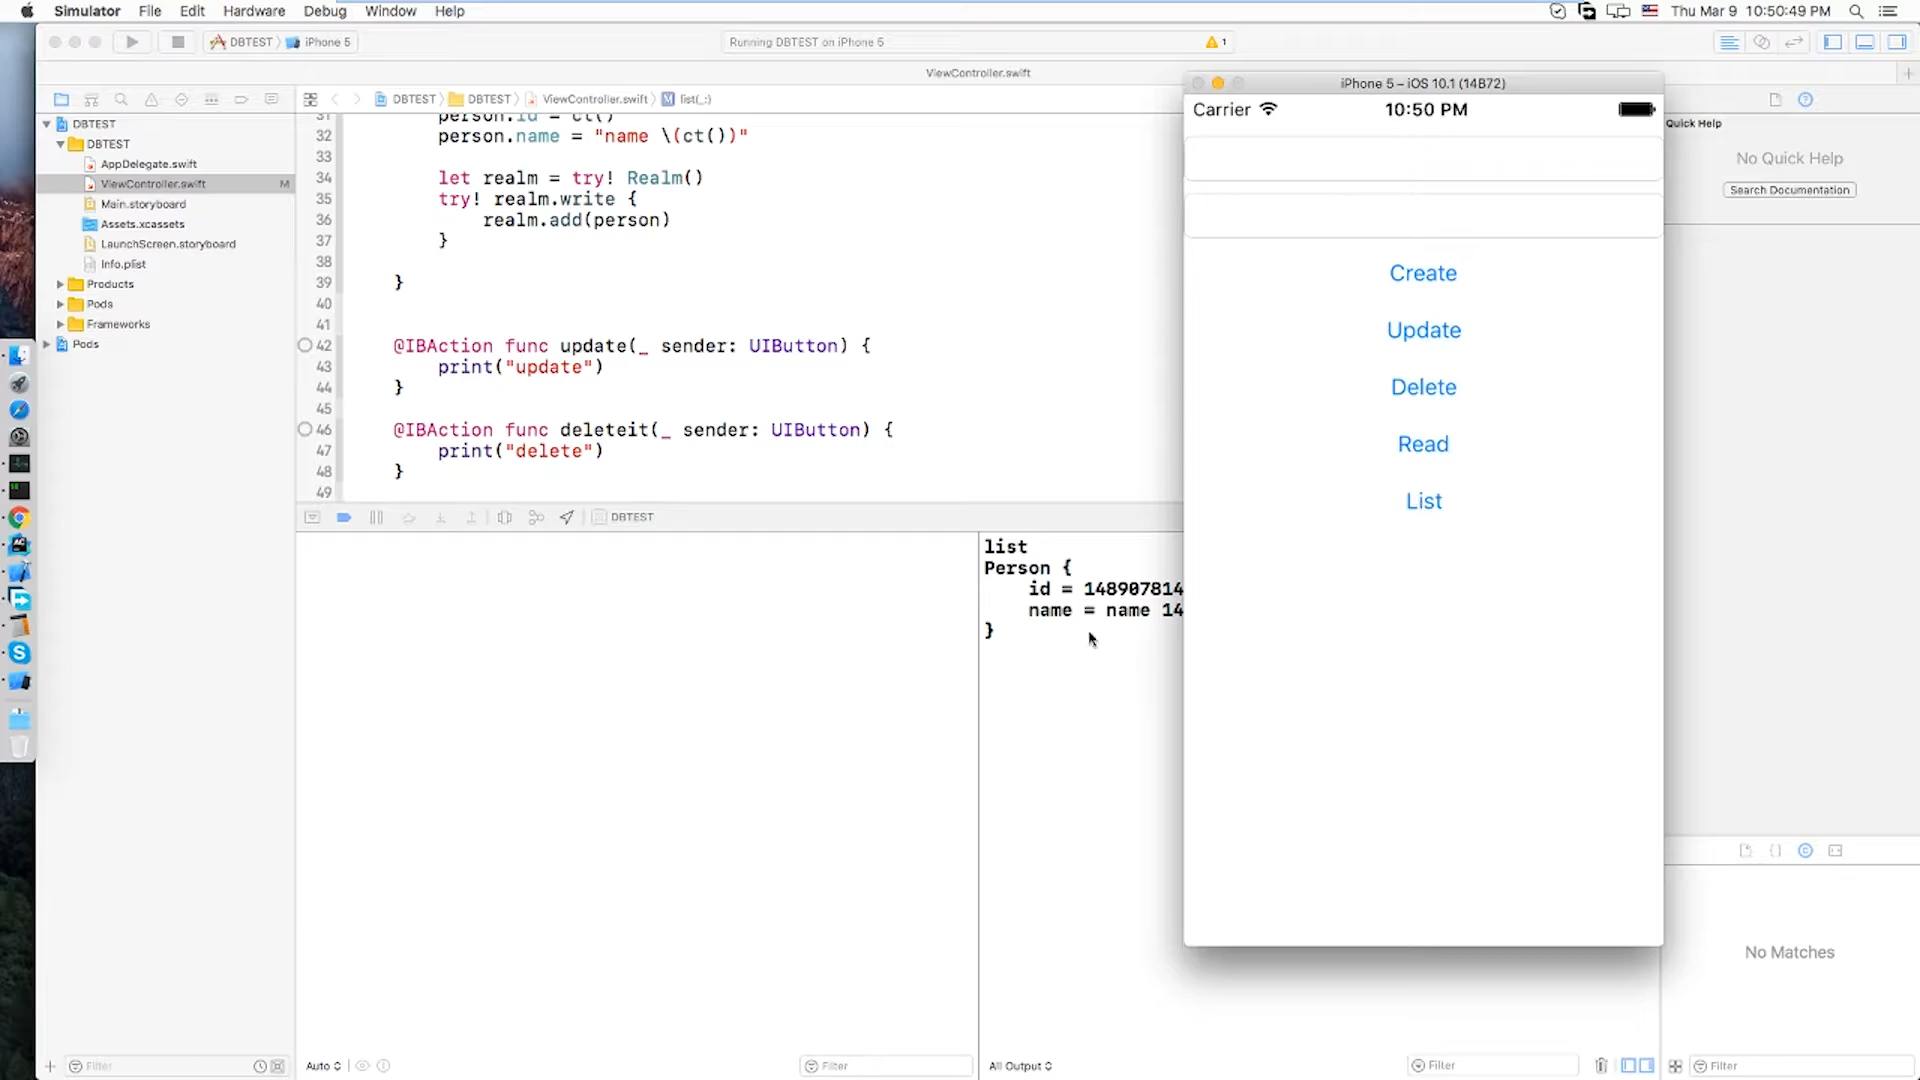 Simulator File Edit Hardware Debug Window Help
Thu Mar 9 10:50:49 PM
DBTEST iPhone 5
Running DBTEST on iPhone 5
1
ViewController.swift
DBTEST DBTEST ViewController.swift M list(_:)
DBTEST
DBTEST
AppDelegate.swift
ViewController.swift M
Main.storyboard
Assets.xcassets
LaunchScreen.storyboard
Info.plist
Products
Pods
Frameworks
Pods
31 person.id = ct()
32 person.name = "name \(ct())"
33
34 let realm = try! Realm()
35 try! realm.write {
36 realm.add(person)
37 }
38
39 }
40
41
42 @IBAction func update(_ sender: UIButton) {
43 print("update")
44 }
45
46 @IBAction func deleteit(_ sender: UIButton) {
47 print("delete")
48 }
49
DBTEST
list
Person {
id = 148907814
name = name 14
}
Auto
Filter
All Output
Filter
Filter
Filter
iPhone 5 – iOS 10.1 (14B72)
Carrier 10:50 PM
Create
Update
Delete
Read
List
Quick Help
No Quick Help
Search Documentation
No Matches